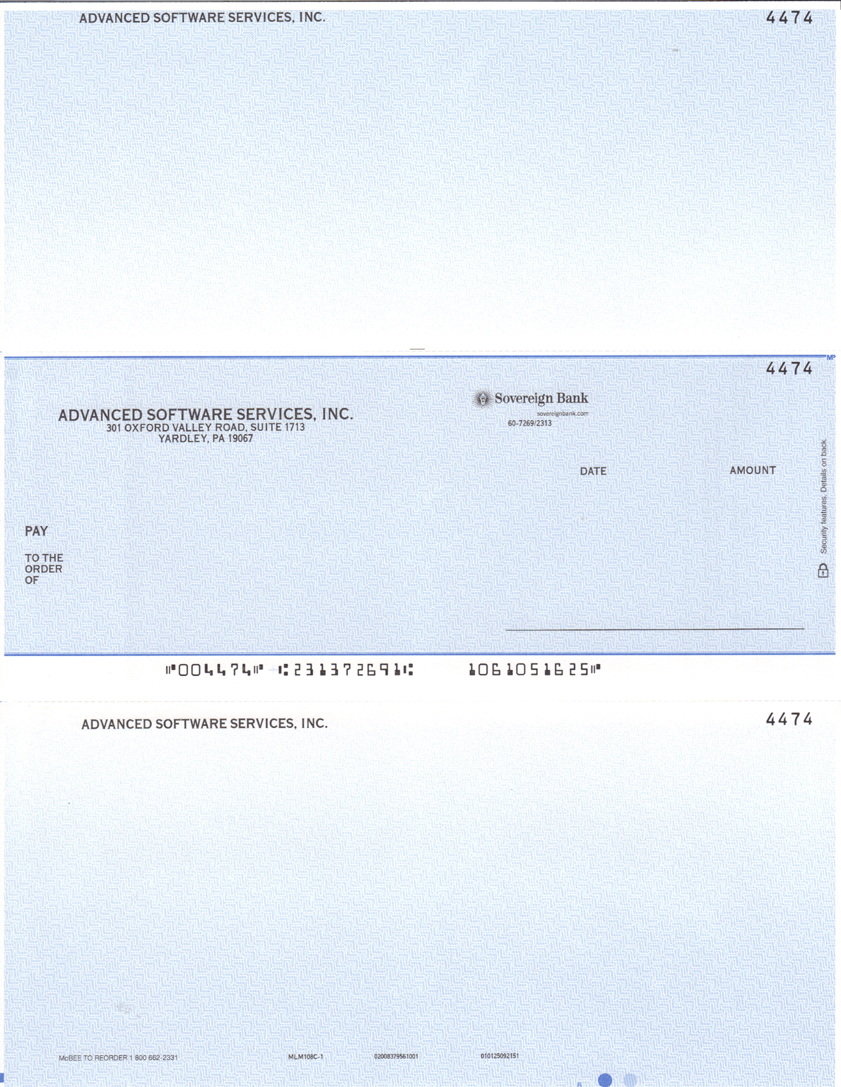 ADVANCED SOFTWARE SERVICES, INC. 4474
4474
Sovereign Bank
sovereignbank.com
60-7269/2313
ADVANCED SOFTWARE SERVICES, INC.
301 OXFORD VALLEY ROAD, SUITE 1713
YARDLEY, PA 19067
DATE AMOUNT
Security features. Details on back.
PAY
TO THE
ORDER
OF
⑈004474⑈ ⑆231372691⑆ 1061051625⑈
ADVANCED SOFTWARE SERVICES, INC. 4474
McBEE TO REORDER 1 800 662-2331 MLM108C-1 02008379561001 010125092151